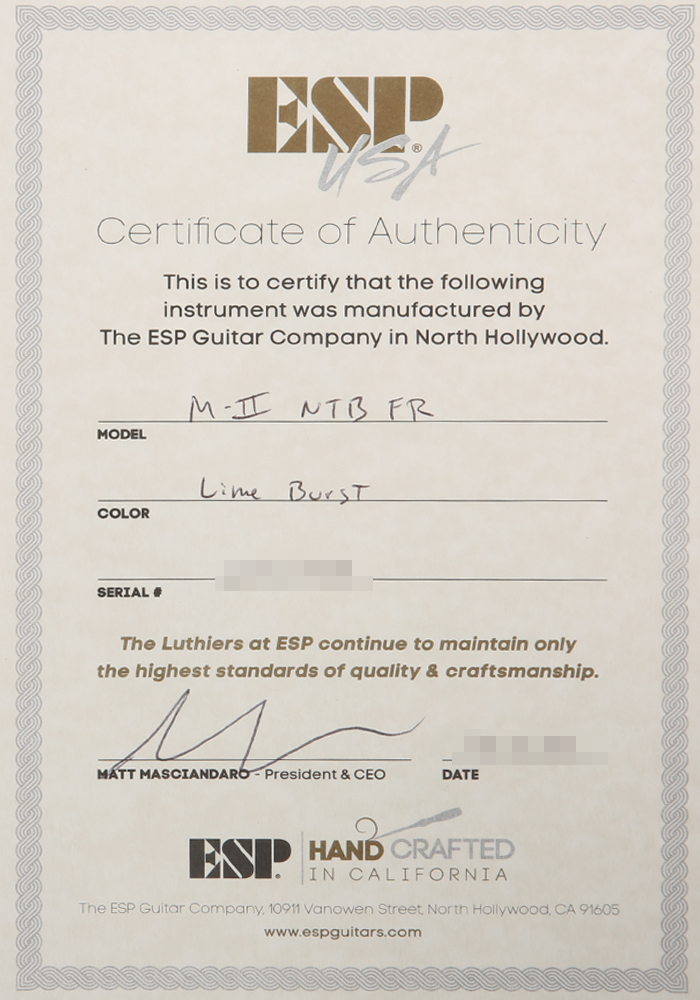 ESP®
USA
Certificate of Authenticity
This is to certify that the following
instrument was manufactured by
The ESP Guitar Company in North Hollywood.
M-II NTB FR
MODEL
Lime Burst
COLOR
SERIAL #
The Luthiers at ESP continue to maintain only
the highest standards of quality & craftsmanship.
MATT MASCIANDARO - President & CEO
DATE
ESP® HAND CRAFTED
IN CALIFORNIA
The ESP Guitar Company, 10911 Vanowen Street, North Hollywood, CA 91605
www.espguitars.com